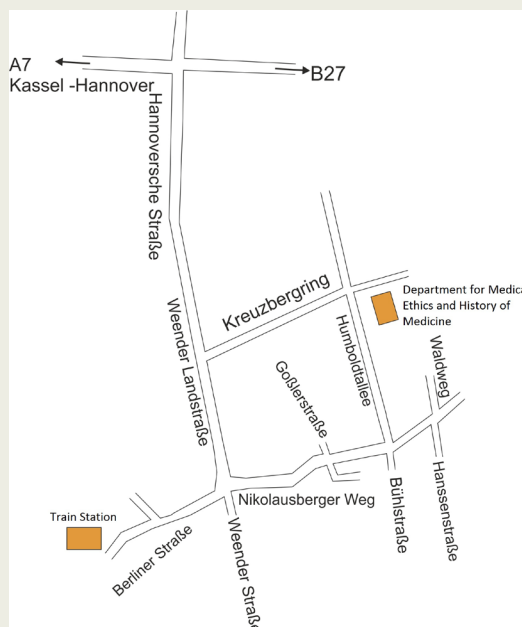 A7
Kassel -Hannover
B27
Hannoversche Straße
Kreuzbergring
Department for Medica
Ethics and History of
Medicine
Weender Landstraße
Humboldtallee
Waldweg
Goßlerstraße
Nikolausberger Weg
Bühlstraße
Hanssenstraße
Train Station
Berliner Straße
Weender Straße